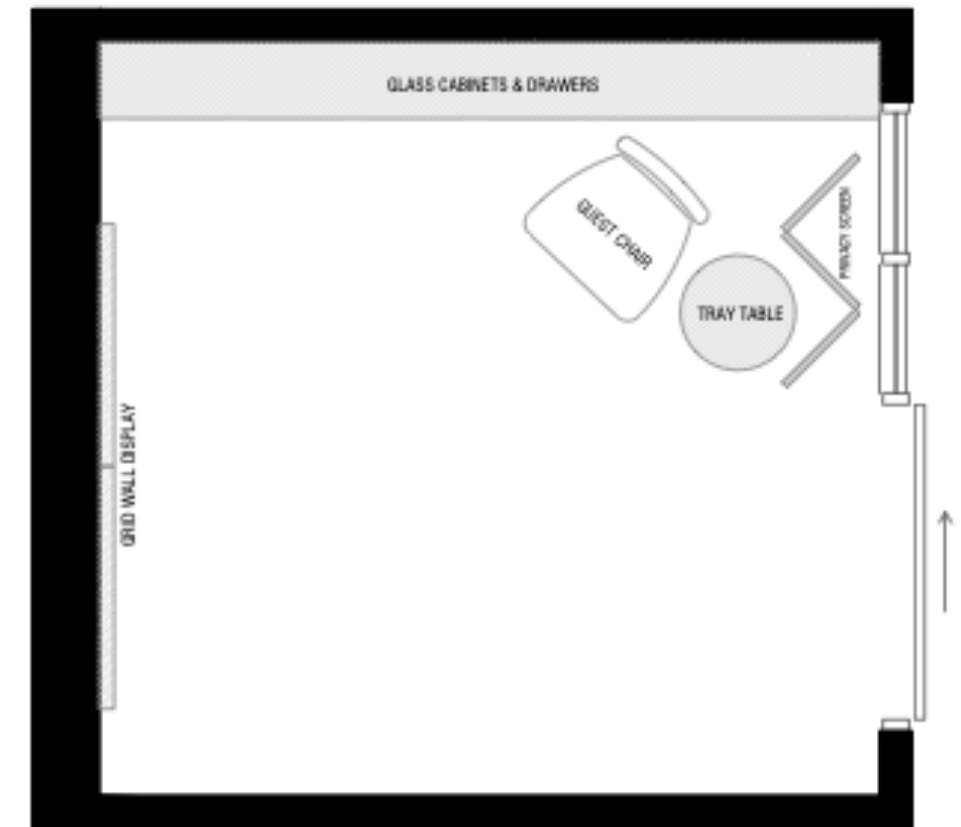 GLASS CABINETS & DRAWERS
GUEST CHAIR
PRIVACY SCREEN
TRAY TABLE
GRID WALL DISPLAY